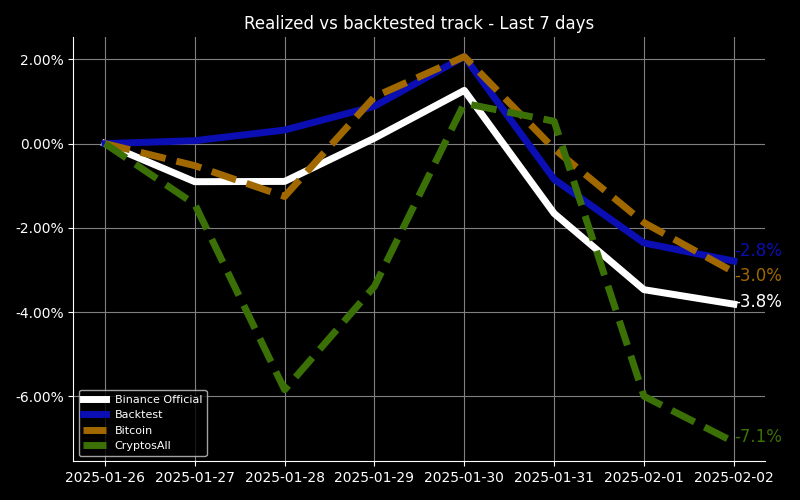 Realized vs backtested track - Last 7 days
2.00%
0.00%
-2.00%
-4.00%
-6.00%
-2.8%
-3.0%
-3.8%
-7.1%
Binance Official
Backtest
Bitcoin
CryptosAll
2025-01-26 2025-01-27 2025-01-28 2025-01-29 2025-01-30 2025-01-31 2025-02-01 2025-02-02